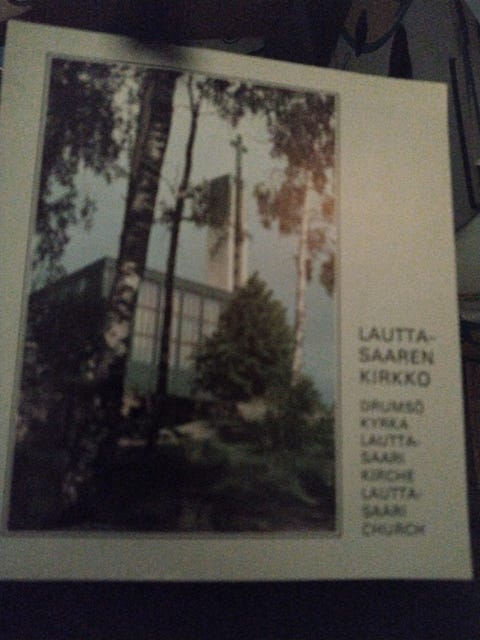 LAUTTA-
SAAREN
KIRKKO
DRUMSÖ
KYRKA
LAUTTA-
SAARI
KIRCHE
LAUTTA-
SAARI
CHURCH